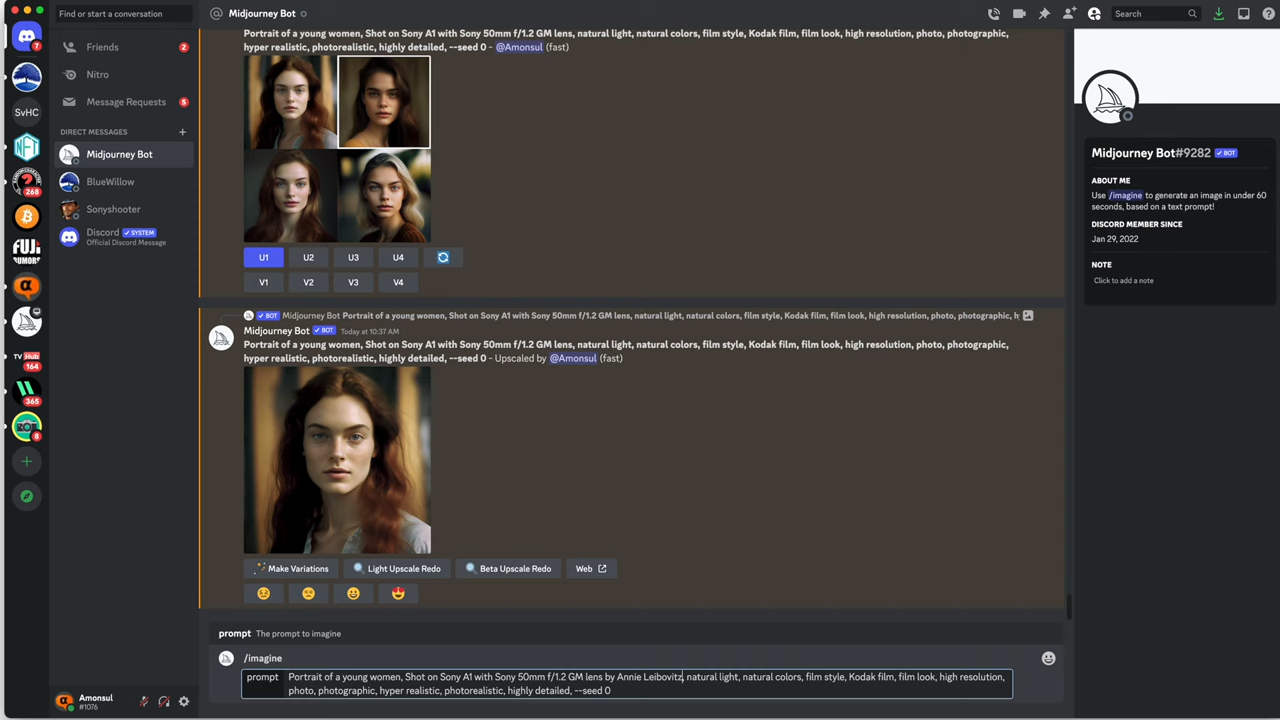 Find or start a conversation
Midjourney Bot
Search
7
Friends
2
Nitro
Message Requests
5
DIRECT MESSAGES
Midjourney Bot
BlueWillow
Sonyshooter
Discord ✓ SYSTEM
Official Discord Message
SvHC
NFT
268
FUJI
RUMORS
TV Hub
164
365
8
Amonsul
#1076
Portrait of a young women, Shot on Sony A1 with Sony 50mm f/1.2 GM lens, natural light, natural colors, film style, Kodak film, film look, high resolution, photo, photographic,
hyper realistic, photorealistic, highly detailed, --seed 0 - @Amonsul (fast)
U1 U2 U3 U4
V1 V2 V3 V4
✓ BOT Midjourney Bot Portrait of a young women, Shot on Sony A1 with Sony 50mm f/1.2 GM lens, natural light, natural colors, film style, Kodak film, film look, high resolution, photo, photographic, h
Midjourney Bot ✓ BOT Today at 10:37 AM
Portrait of a young women, Shot on Sony A1 with Sony 50mm f/1.2 GM lens, natural light, natural colors, film style, Kodak film, film look, high resolution, photo, photographic,
hyper realistic, photorealistic, highly detailed, --seed 0 - Upscaled by @Amonsul (fast)
Make Variations Light Upscale Redo Beta Upscale Redo Web
prompt The prompt to imagine
/imagine
prompt Portrait of a young women, Shot on Sony A1 with Sony 50mm f/1.2 GM lens by Annie Leibovitz, natural light, natural colors, film style, Kodak film, film look, high resolution,
photo, photographic, hyper realistic, photorealistic, highly detailed, --seed 0
Midjourney Bot#9282 ✓ BOT
ABOUT ME
Use /imagine to generate an image in under 60
seconds, based on a text prompt!
DISCORD MEMBER SINCE
Jan 29, 2022
NOTE
Click to add a note